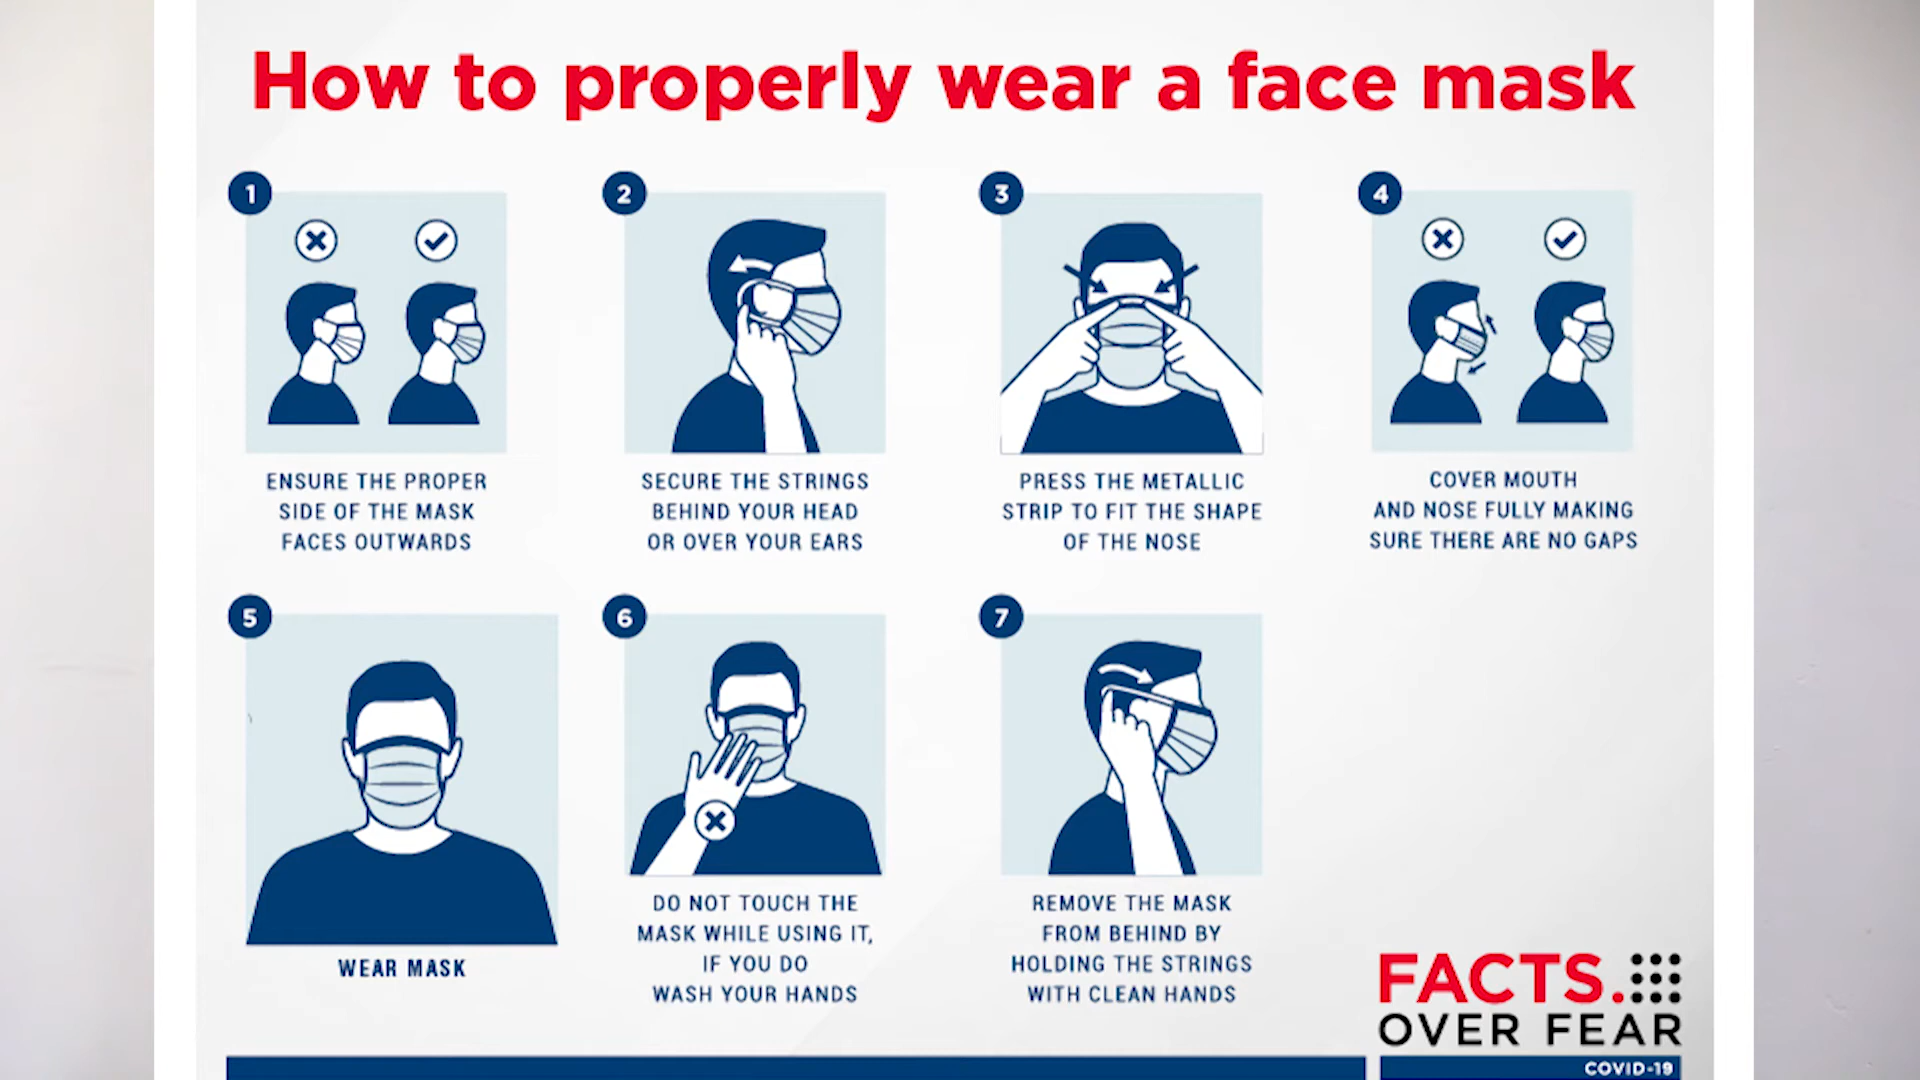 How to properly wear a face mask
1
ENSURE THE PROPER
SIDE OF THE MASK
FACES OUTWARDS
2
SECURE THE STRINGS
BEHIND YOUR HEAD
OR OVER YOUR EARS
3
PRESS THE METALLIC
STRIP TO FIT THE SHAPE
OF THE NOSE
4
COVER MOUTH
AND NOSE FULLY MAKING
SURE THERE ARE NO GAPS
5
WEAR MASK
6
DO NOT TOUCH THE
MASK WHILE USING IT,
IF YOU DO
WASH YOUR HANDS
7
REMOVE THE MASK
FROM BEHIND BY
HOLDING THE STRINGS
WITH CLEAN HANDS
FACTS.
OVER FEAR
COVID-19